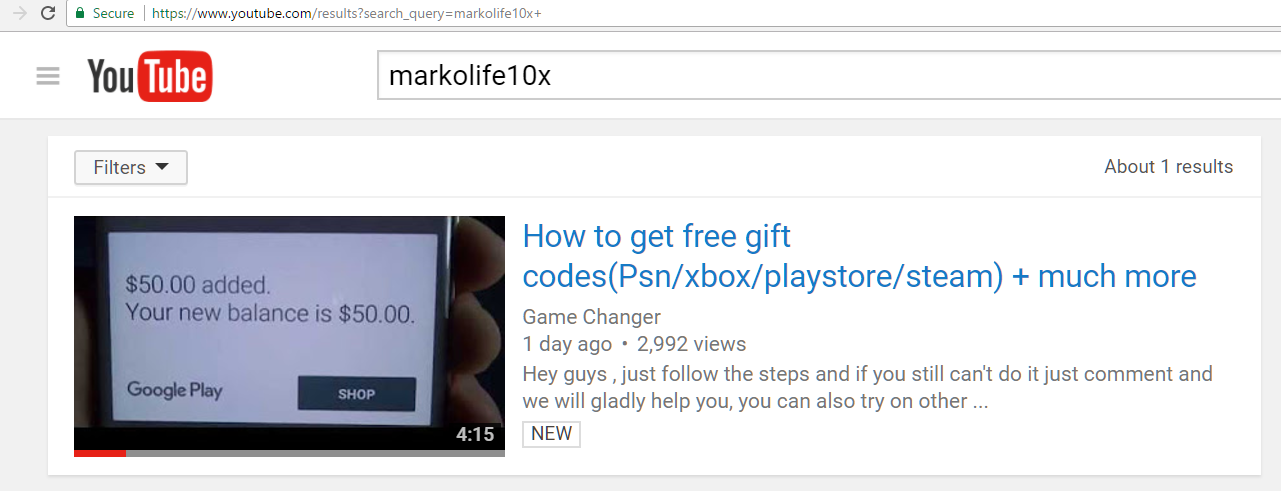 Secure https://www.youtube.com/results?search_query=markolife10x+
YouTube
markolife10x
Filters
About 1 results
$50.00 added.
Your new balance is $50.00.
Google Play
SHOP
4:15
How to get free gift
codes(Psn/xbox/playstore/steam) + much more
Game Changer
1 day ago • 2,992 views
Hey guys , just follow the steps and if you still can't do it just comment and
we will gladly help you, you can also try on other ...
NEW